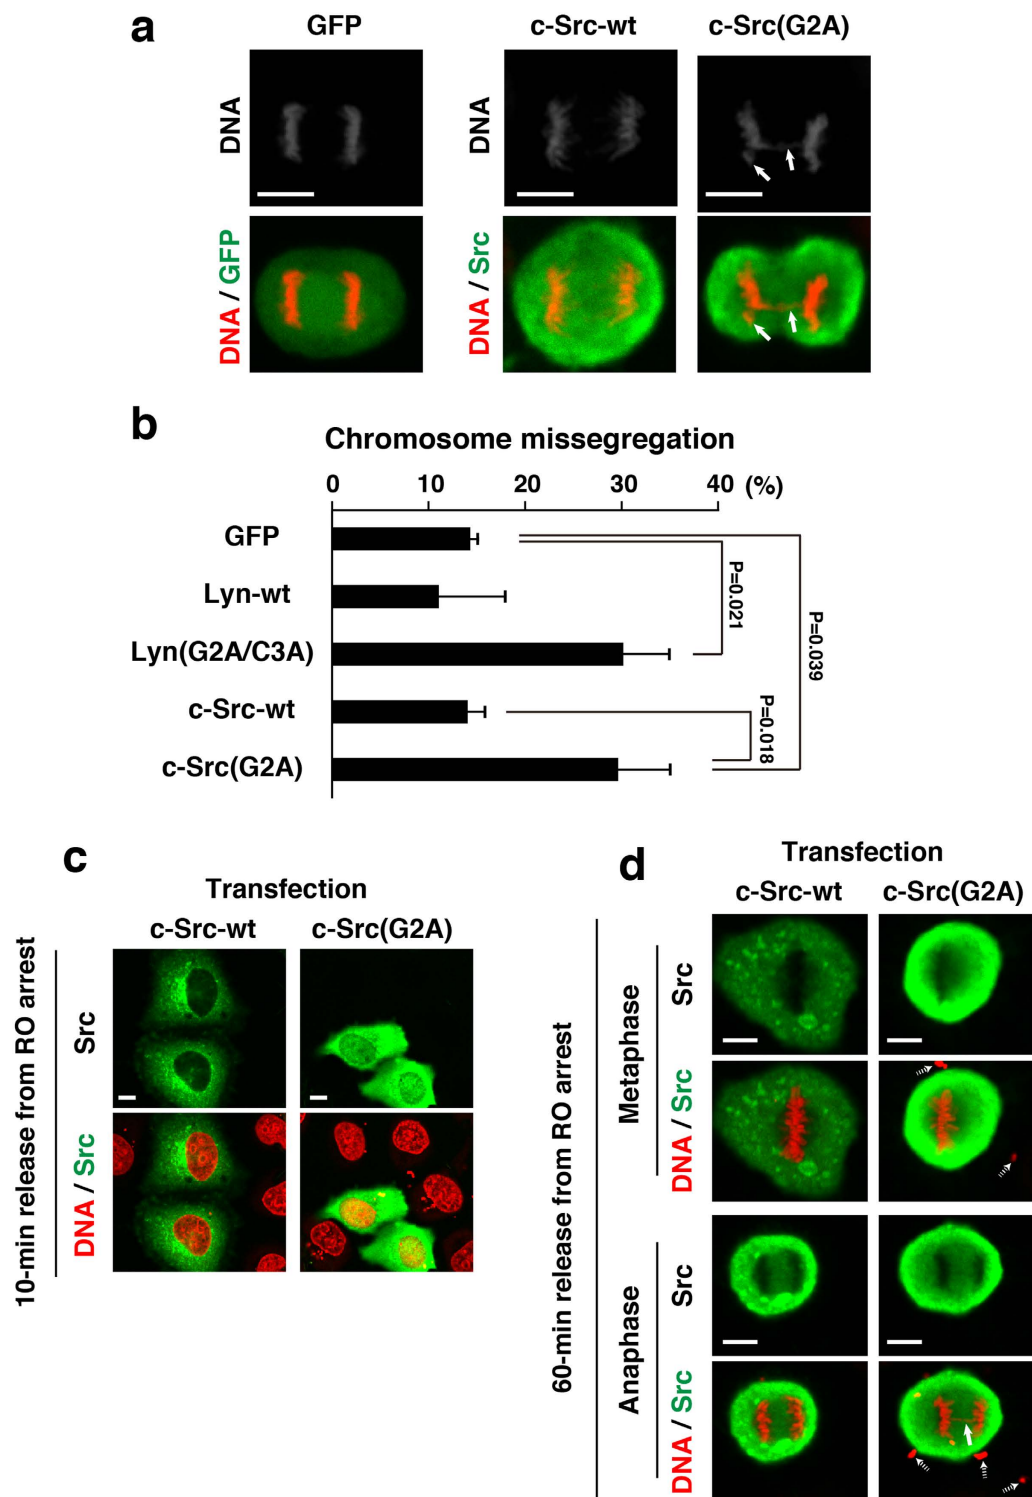 a
GFP
c-Src-wt
c-Src(G2A)
DNA
DNA
DNA / GFP
DNA / Src
b
Chromosome missegregation
0 10 20 30 40 (%)
GFP
Lyn-wt
Lyn(G2A/C3A)
c-Src-wt
c-Src(G2A)
P=0.021
P=0.039
P=0.018
c
Transfection
c-Src-wt
c-Src(G2A)
10-min release from RO arrest
Src
DNA / Src
d
Transfection
c-Src-wt
c-Src(G2A)
60-min release from RO arrest
Metaphase
Src
DNA / Src
Anaphase
Src
DNA / Src